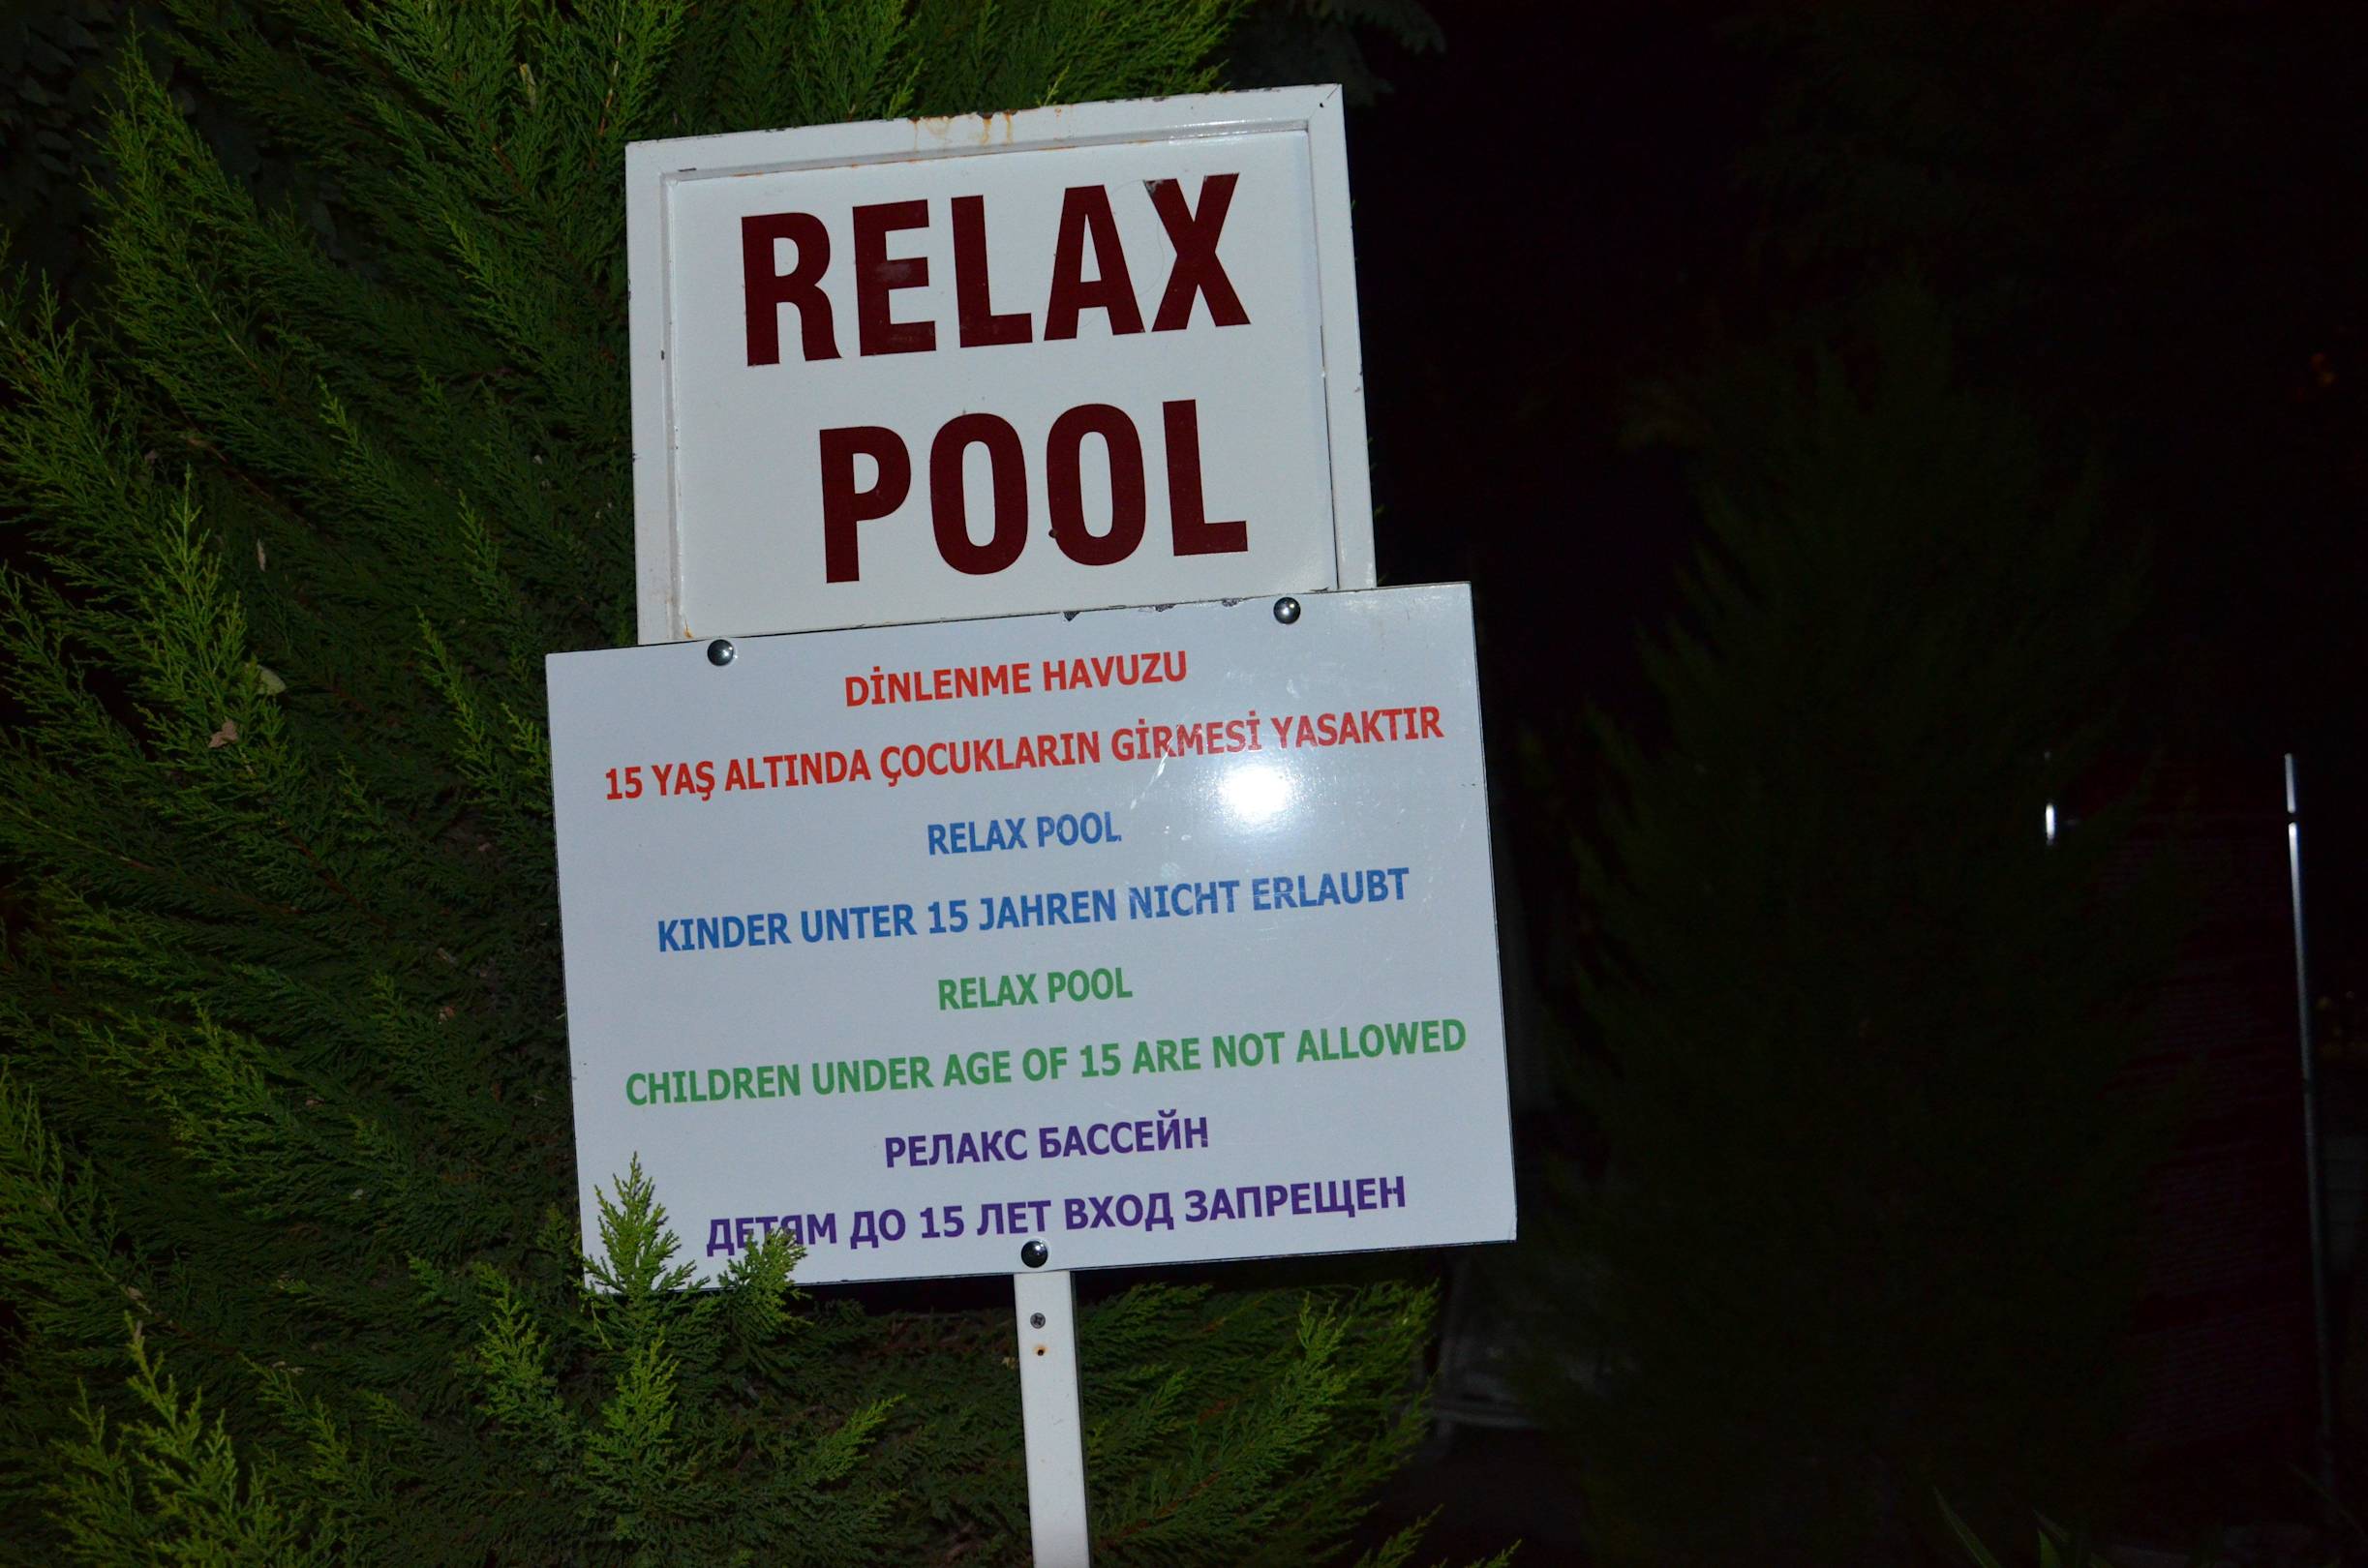 RELAX
POOL
DİNLENME HAVUZU
15 YAŞ ALTINDA ÇOCUKLARIN GİRMESİ YASAKTIR
RELAX POOL
KINDER UNTER 15 JAHREN NICHT ERLAUBT
RELAX POOL
CHILDREN UNDER AGE OF 15 ARE NOT ALLOWED
РЕЛАКС БАССЕЙН
ДЕТЯМ ДО 15 ЛЕТ ВХОД ЗАПРЕЩЕН